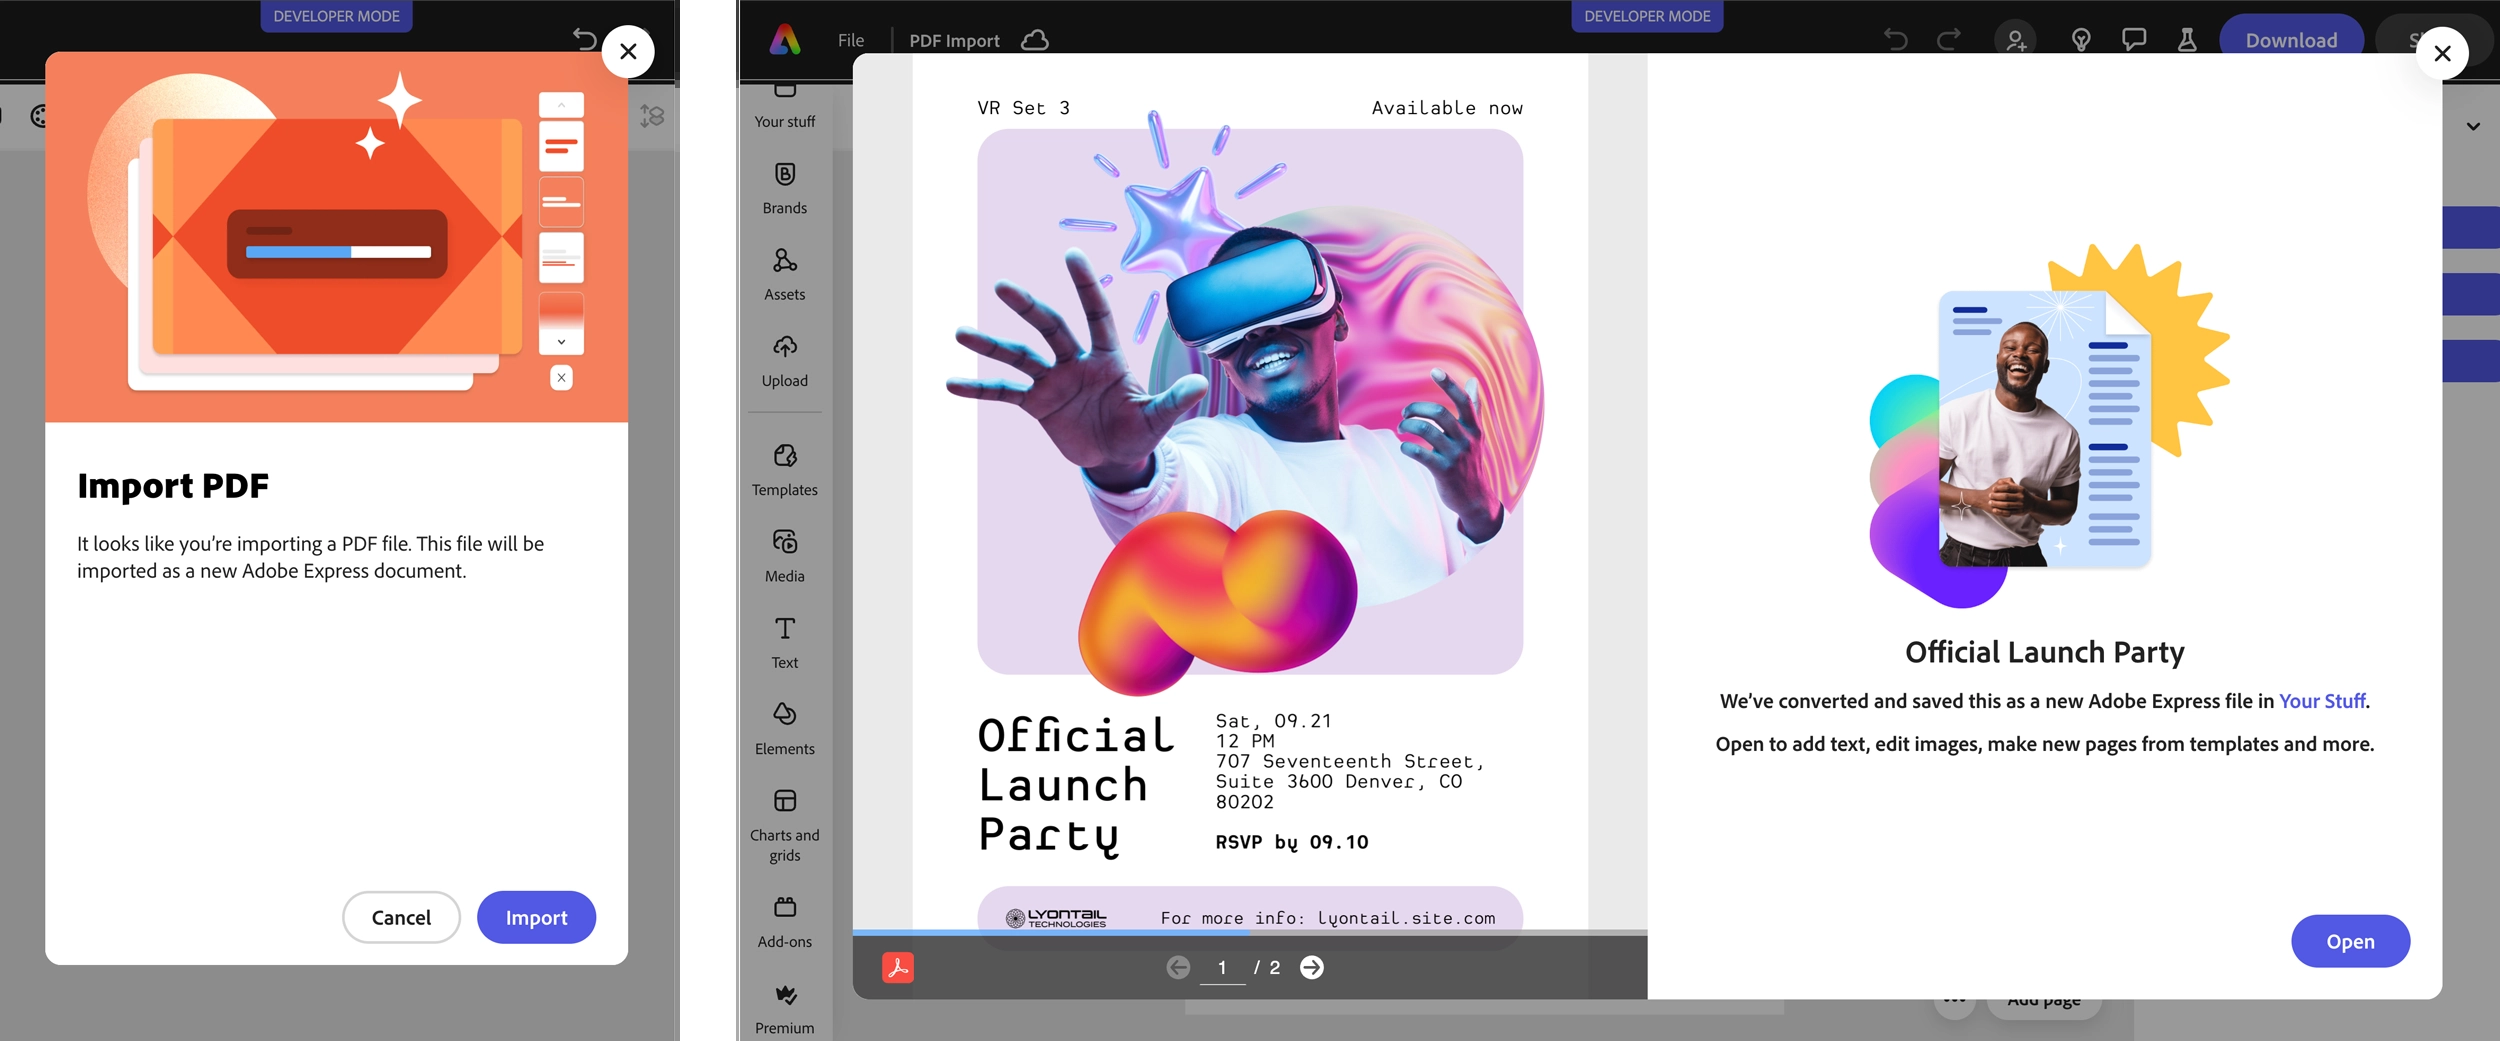 DEVELOPER MODE
Import PDF
It looks like you're importing a PDF file. This file will be
imported as a new Adobe Express document.
Cancel
Import
DEVELOPER MODE
File
PDF Import
Download
Your stuff
Brands
Assets
Upload
Templates
Media
Text
Elements
Charts and
grids
Add-ons
Premium
VR Set 3
Available now
Official
Launch
Party
Sat, 09.21
12 PM
707 Seventeenth Street,
Suite 3600 Denver, CO
80202
RSVP by 09.10
LYONTAIL
TECHNOLOGIES
For more info: lyontail.site.com
1 / 2
Official Launch Party
We've converted and saved this as a new Adobe Express file in Your Stuff.
Open to add text, edit images, make new pages from templates and more.
Open
Add page